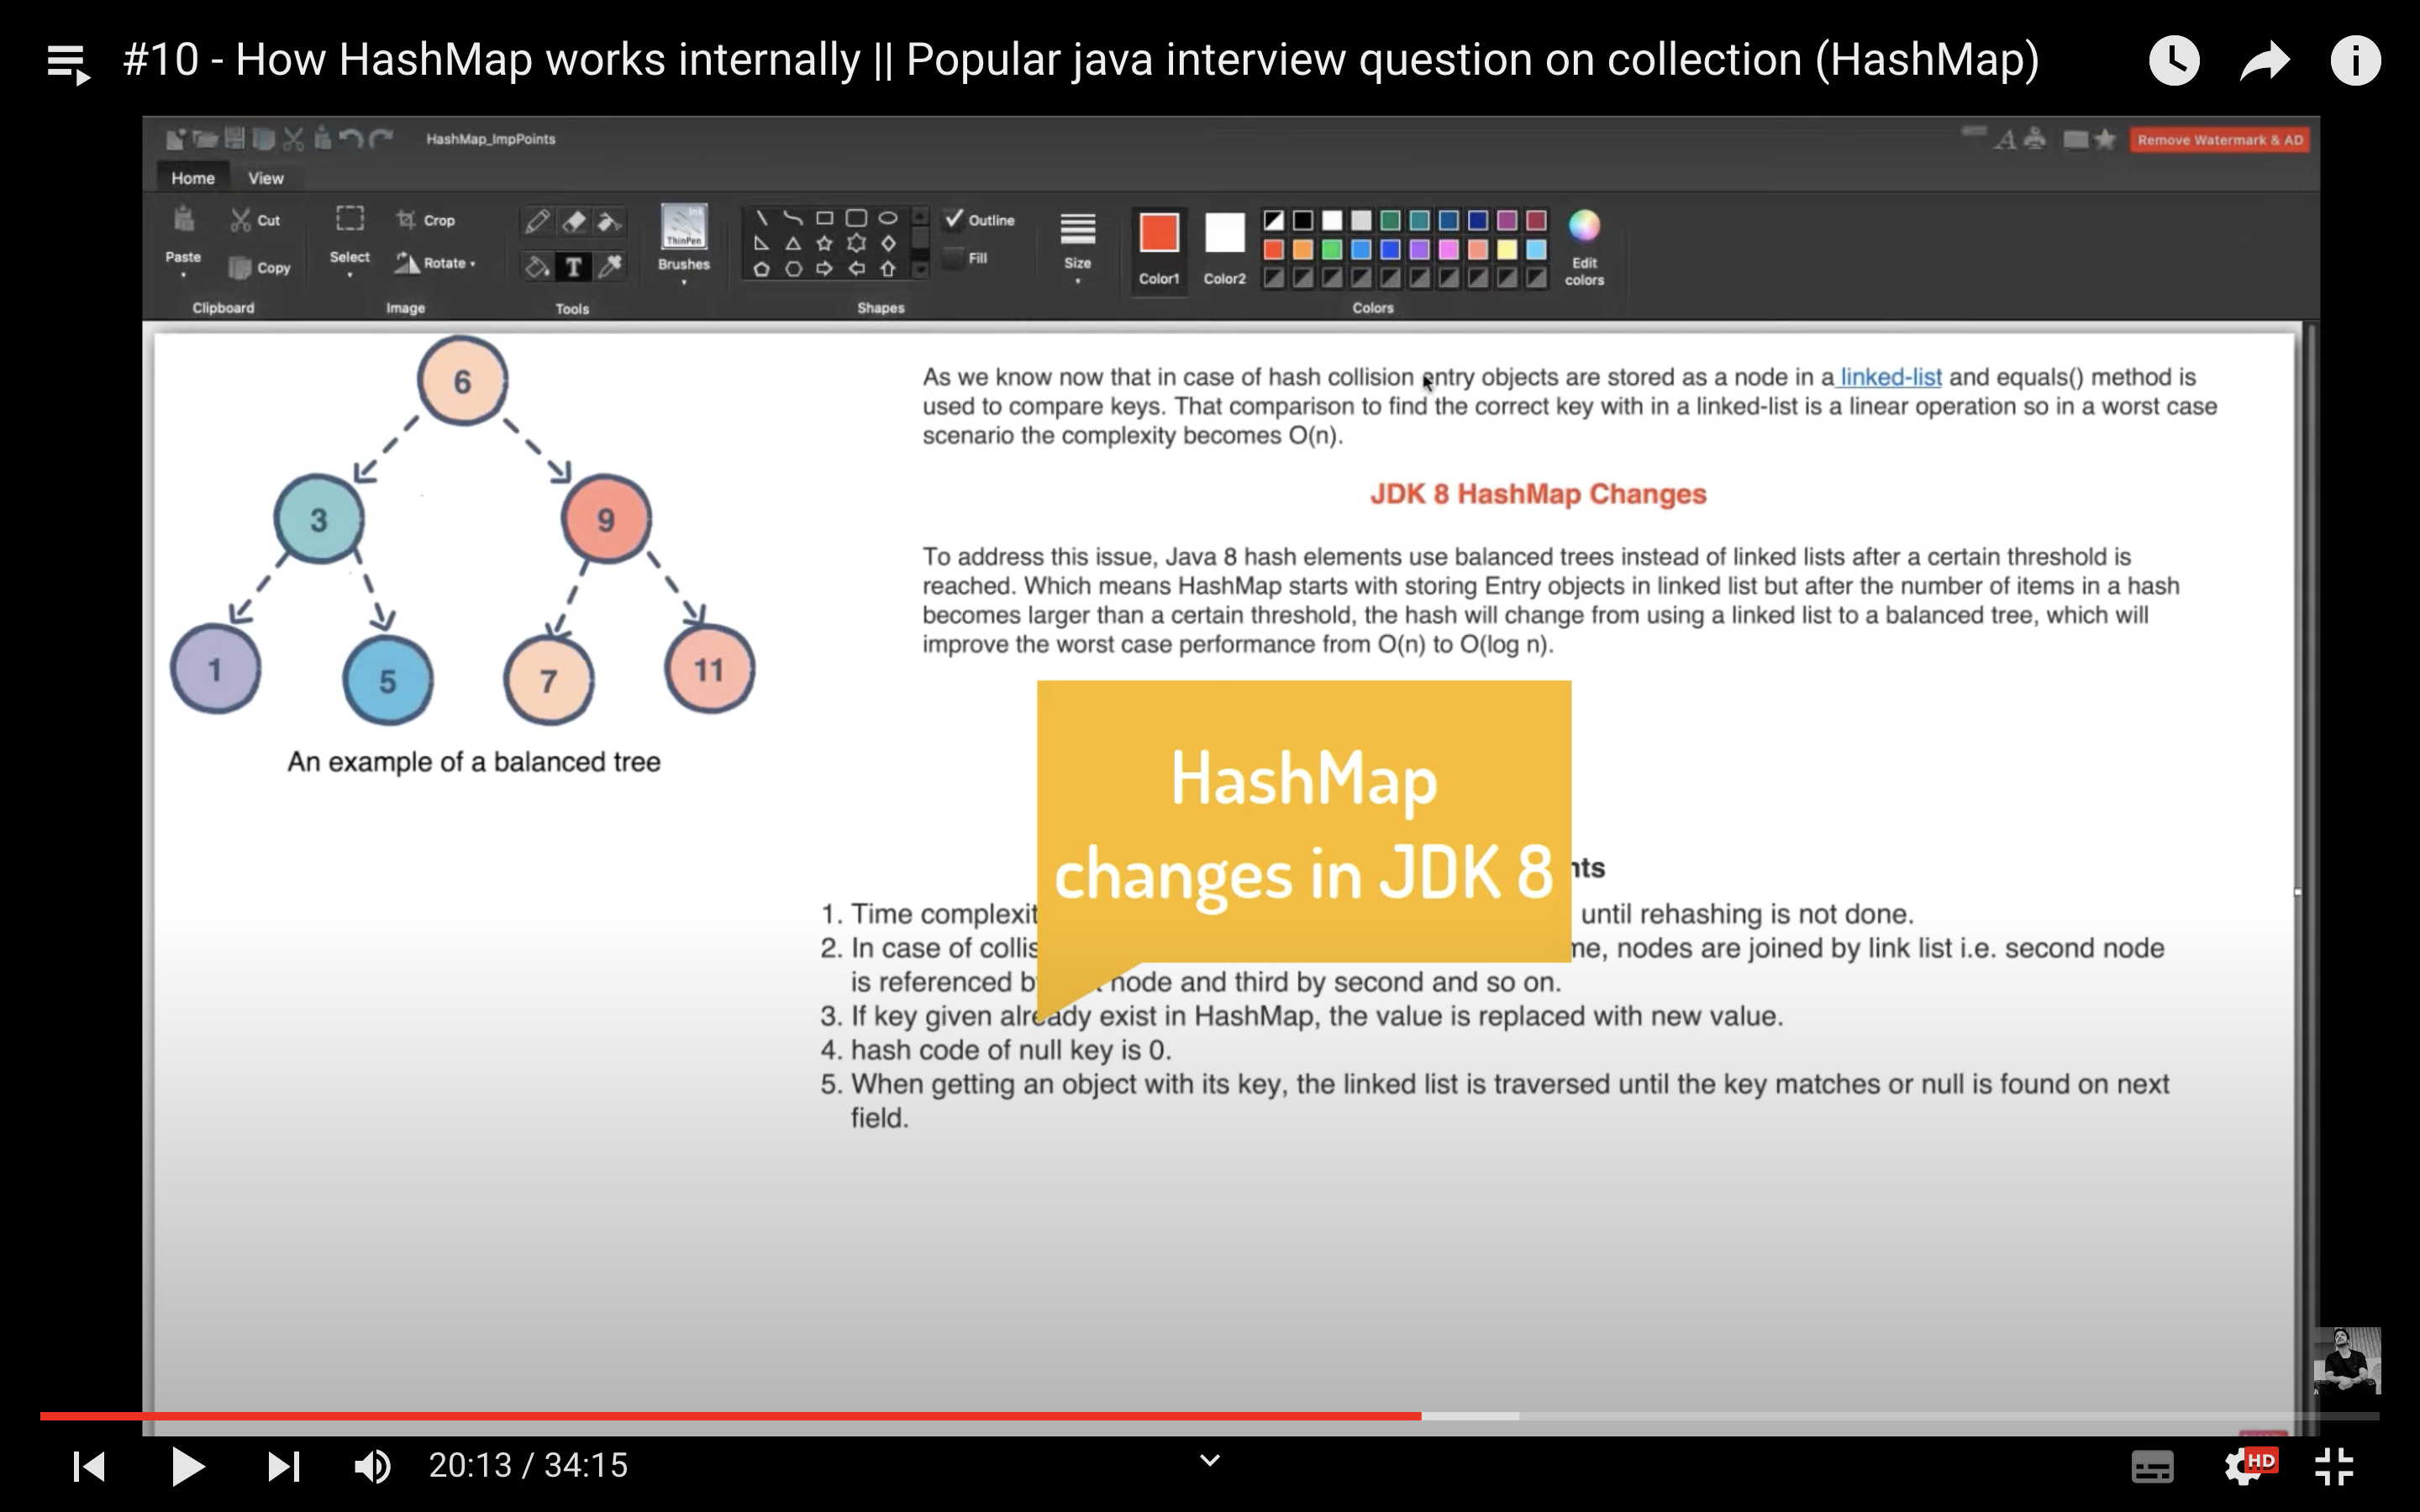 #10 - How HashMap works internally || Popular java interview question on collection (HashMap)
HashMap_ImpPoints
Remove Watermark & AD
Home View
Paste
Cut
Copy
Clipboard
Select
Crop
Rotate
Image
T
Tools
Ink
ThinPen
Brushes
Outline
Fill
Shapes
Size
Color1
Color2
Edit
colors
Colors
6
3
9
1
5
7
11
An example of a balanced tree
As we know now that in case of hash collision entry objects are stored as a node in a linked-list and equals() method is
used to compare keys. That comparison to find the correct key with in a linked-list is a linear operation so in a worst case
scenario the complexity becomes O(n).
JDK 8 HashMap Changes
To address this issue, Java 8 hash elements use balanced trees instead of linked lists after a certain threshold is
reached. Which means HashMap starts with storing Entry objects in linked list but after the number of items in a hash
becomes larger than a certain threshold, the hash will change from using a linked list to a balanced tree, which will
improve the worst case performance from O(n) to O(log n).
HashMap
changes in JDK 8
1. Time until rehashing is not done.
2. In case of nodes are joined by link list i.e. second node
is referenced node and third by second and so on.
3. If key given already exist in HashMap, the value is replaced with new value.
4. hash code of null key is 0.
5. When getting an object with its key, the linked list is traversed until the key matches or null is found on next
field.
20:13 / 34:15
HD